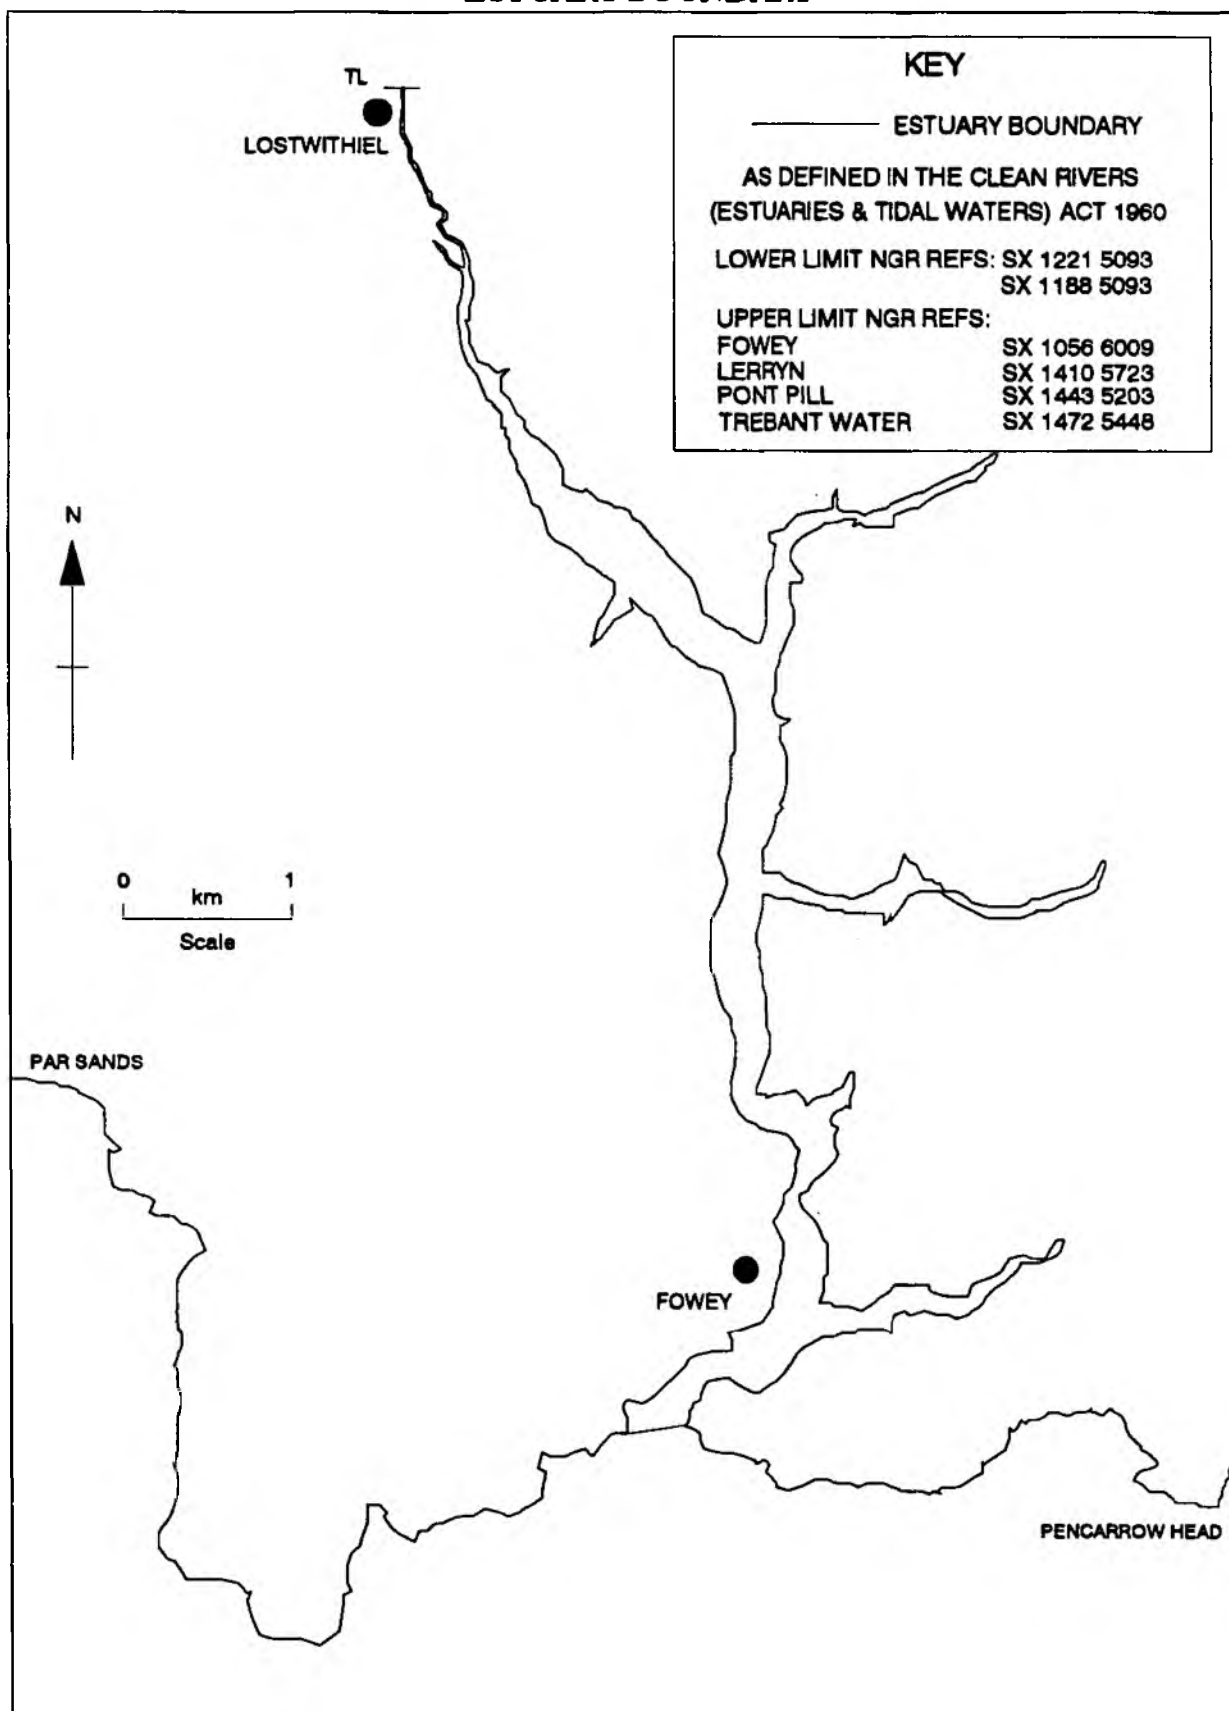 KEY
ESTUARY BOUNDARY
AS DEFINED IN THE CLEAN RIVERS
(ESTUARIES & TIDAL WATERS) ACT 1960
LOWER LIMIT NGR REFS: SX 1221 5093
SX 1188 5093
UPPER LIMIT NGR REFS:
FOWEY SX 1056 6009
LERRYN SX 1410 5723
PONT PILL SX 1443 5203
TREBANT WATER SX 1472 5448
TL
LOSTWITHIEL
N
0 km 1
Scale
PAR SANDS
FOWEY
PENCARROW HEAD